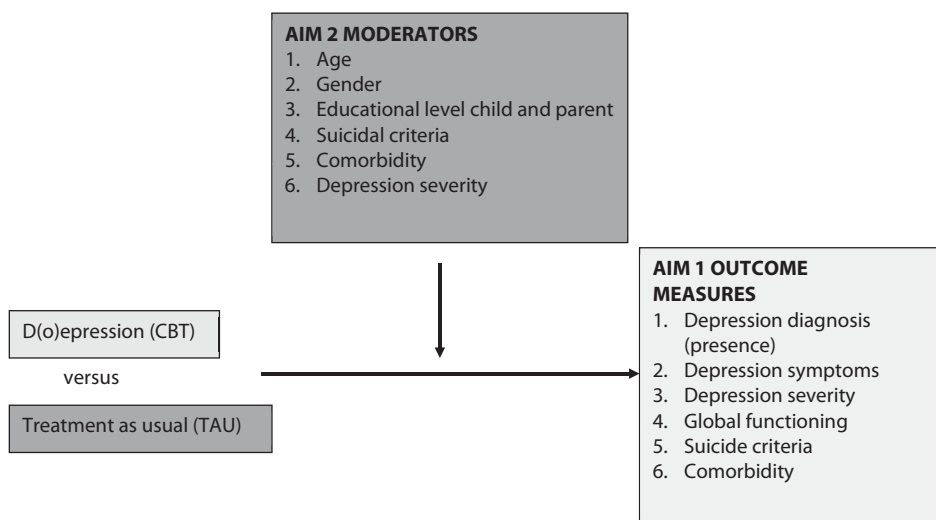 AIM 2 MODERATORS
1. Age
2. Gender
3. Educational level child and parent
4. Suicidal criteria
5. Comorbidity
6. Depression severity
D(o)epression (CBT)
versus
Treatment as usual (TAU)
AIM 1 OUTCOME
MEASURES
1. Depression diagnosis
(presence)
2. Depression symptoms
3. Depression severity
4. Global functioning
5. Suicide criteria
6. Comorbidity